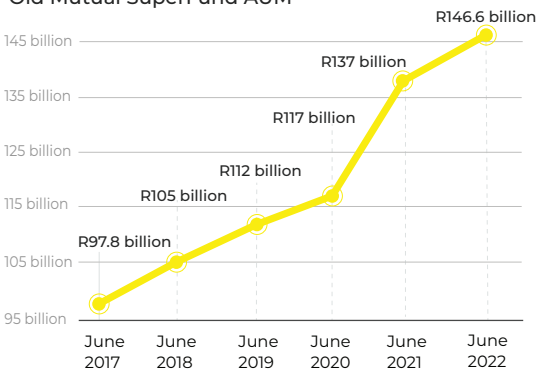 Old Mutual SuperFund AUM
R146.6 billion
145 billion
R137 billion
135 billion
R117 billion
125 billion
R112 billion
R105 billion
115 billion
R97.8 billion
105 billion
95 billion
June June June June June June
2017 2018 2019 2020 2021 2022